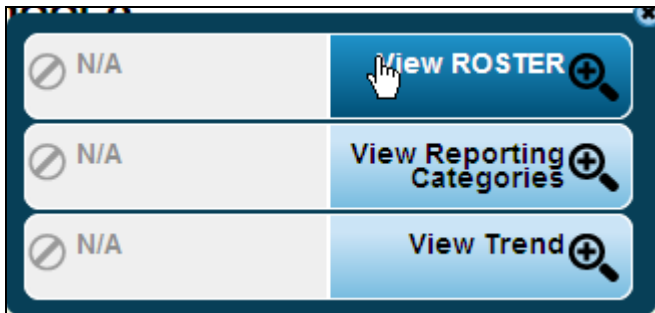 N/A
View ROSTER
N/A
View Reporting
Categories
N/A
View Trend